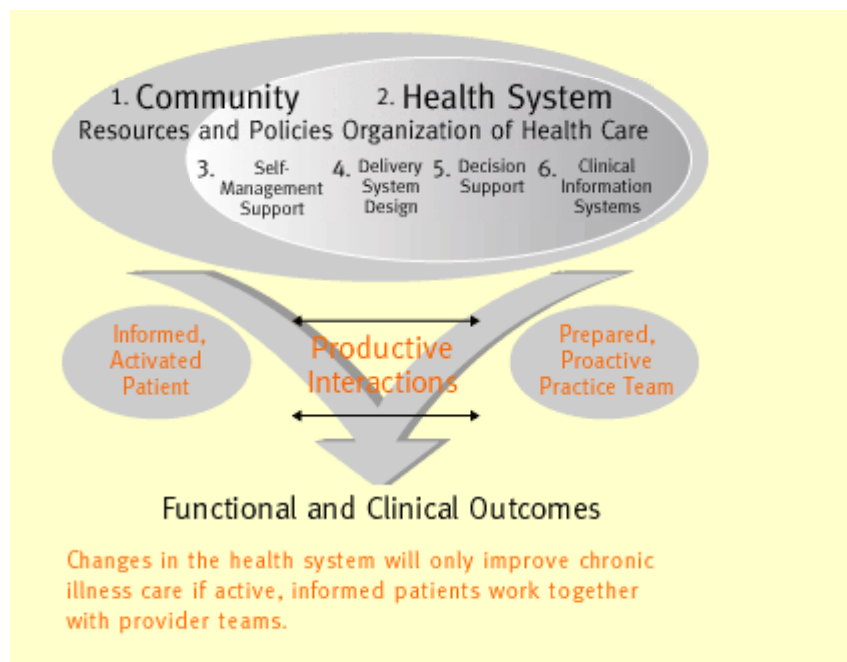 1. Community 2. Health System
Resources and Policies Organization of Health Care
3. Self-
Management
Support
4. Delivery
System
Design
5. Decision
Support
6. Clinical
Information
Systems
Informed,
Activated
Patient
Productive
Interactions
Prepared,
Proactive
Practice Team
Functional and Clinical Outcomes
Changes in the health system will only improve chronic
illness care if active, informed patients work together
with provider teams.